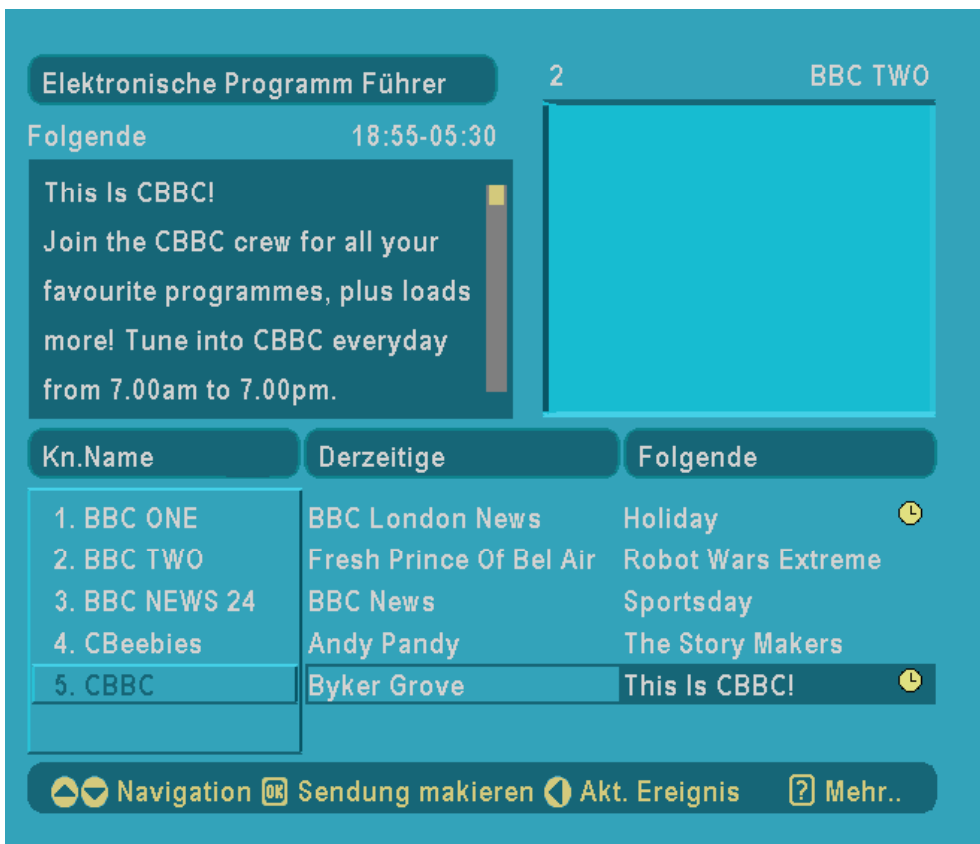 Elektronische Programm Führer
2 BBC TWO
Folgende 18:55-05:30
This Is CBBC!
Join the CBBC crew for all your
favourite programmes, plus loads
more! Tune into CBBC everyday
from 7.00am to 7.00pm.
Kn.Name Derzeitige Folgende
1. BBC ONE BBC London News Holiday
2. BBC TWO Fresh Prince Of Bel Air Robot Wars Extreme
3. BBC NEWS 24 BBC News Sportsday
4. CBeebies Andy Pandy The Story Makers
5. CBBC Byker Grove This Is CBBC!
Navigation OK Sendung makieren Akt. Ereignis ? Mehr..